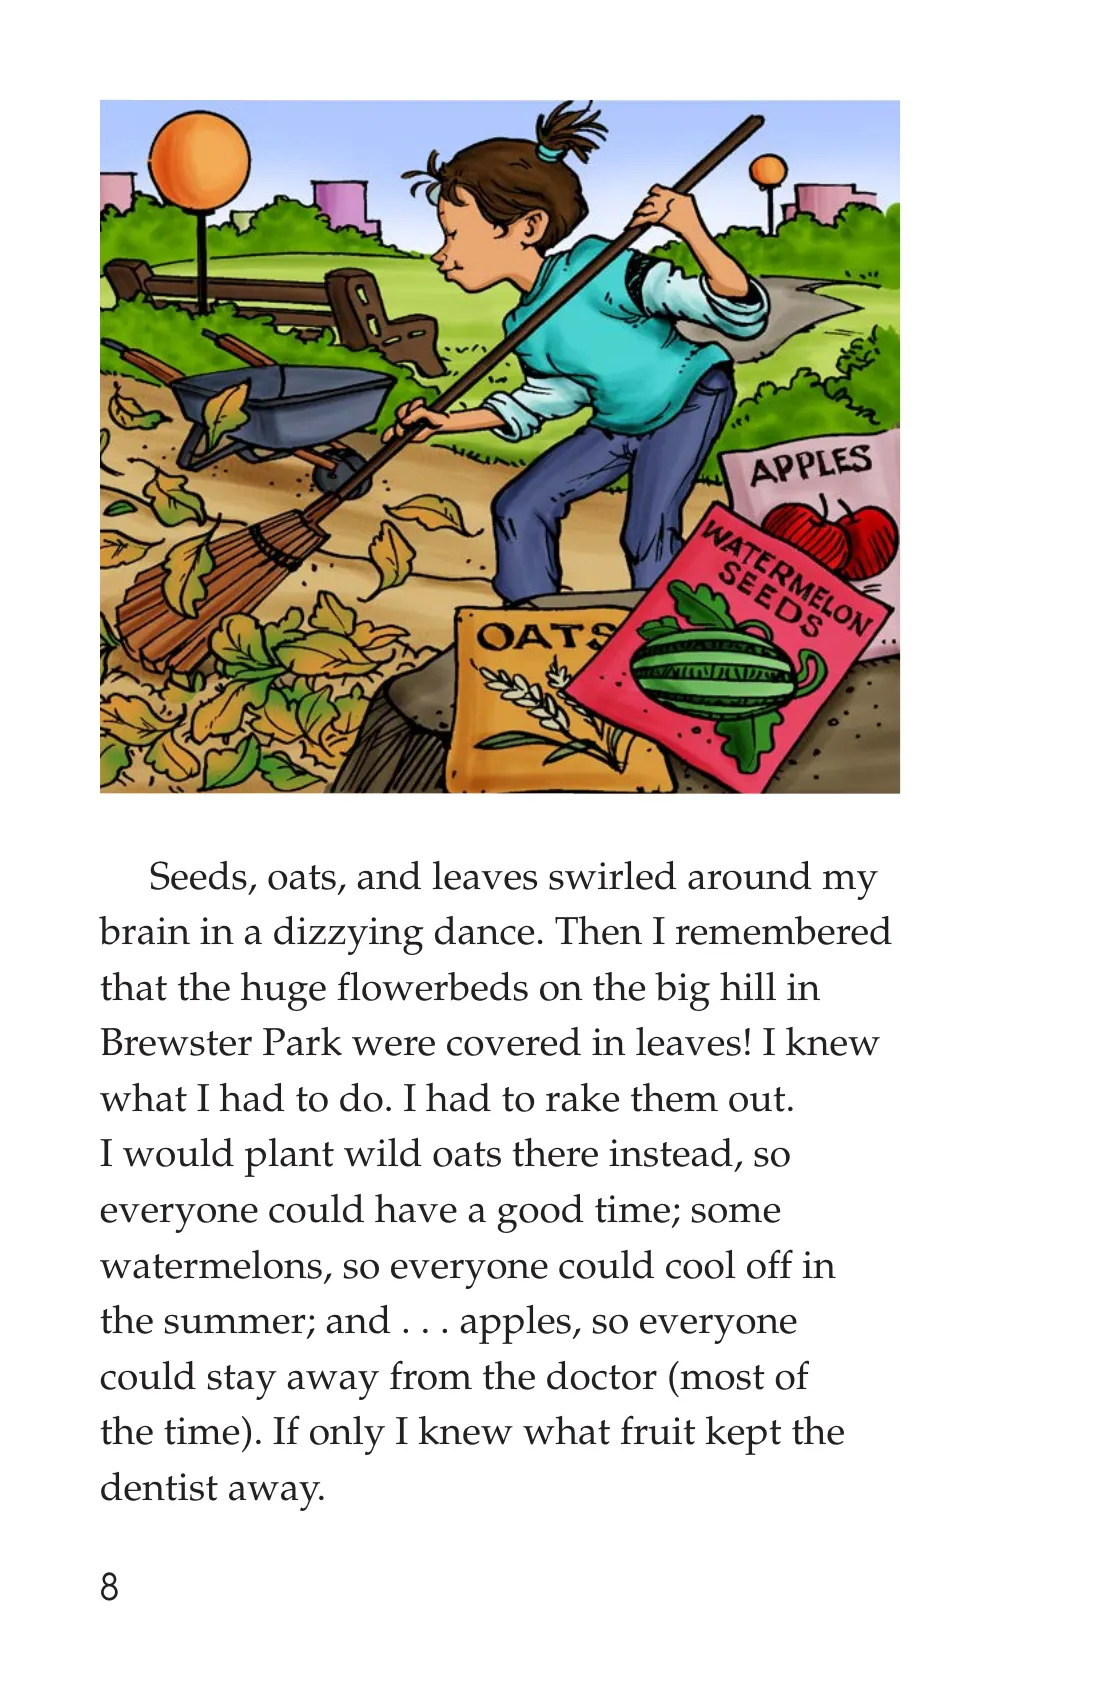 APPLES
WATERMELON
SEEDS
OATS
Seeds, oats, and leaves swirled around my
brain in a dizzying dance. Then I remembered
that the huge flowerbeds on the big hill in
Brewster Park were covered in leaves! I knew
what I had to do. I had to rake them out.
I would plant wild oats there instead, so
everyone could have a good time; some
watermelons, so everyone could cool off in
the summer; and . . . apples, so everyone
could stay away from the doctor (most of
the time). If only I knew what fruit kept the
dentist away.
8